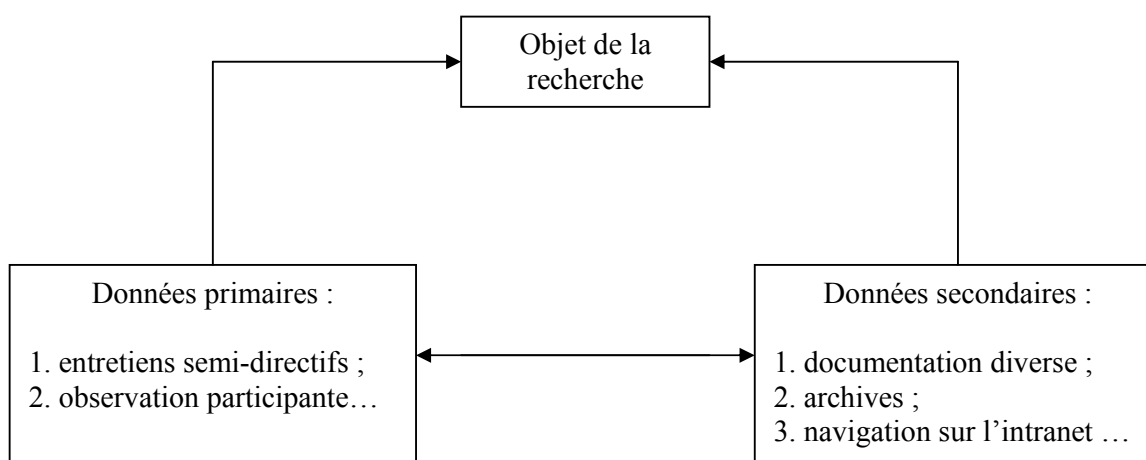 Objet de la
recherche
Données primaires :
1. entretiens semi-directifs ;
2. observation participante…
Données secondaires :
1. documentation diverse ;
2. archives ;
3. navigation sur l’intranet …